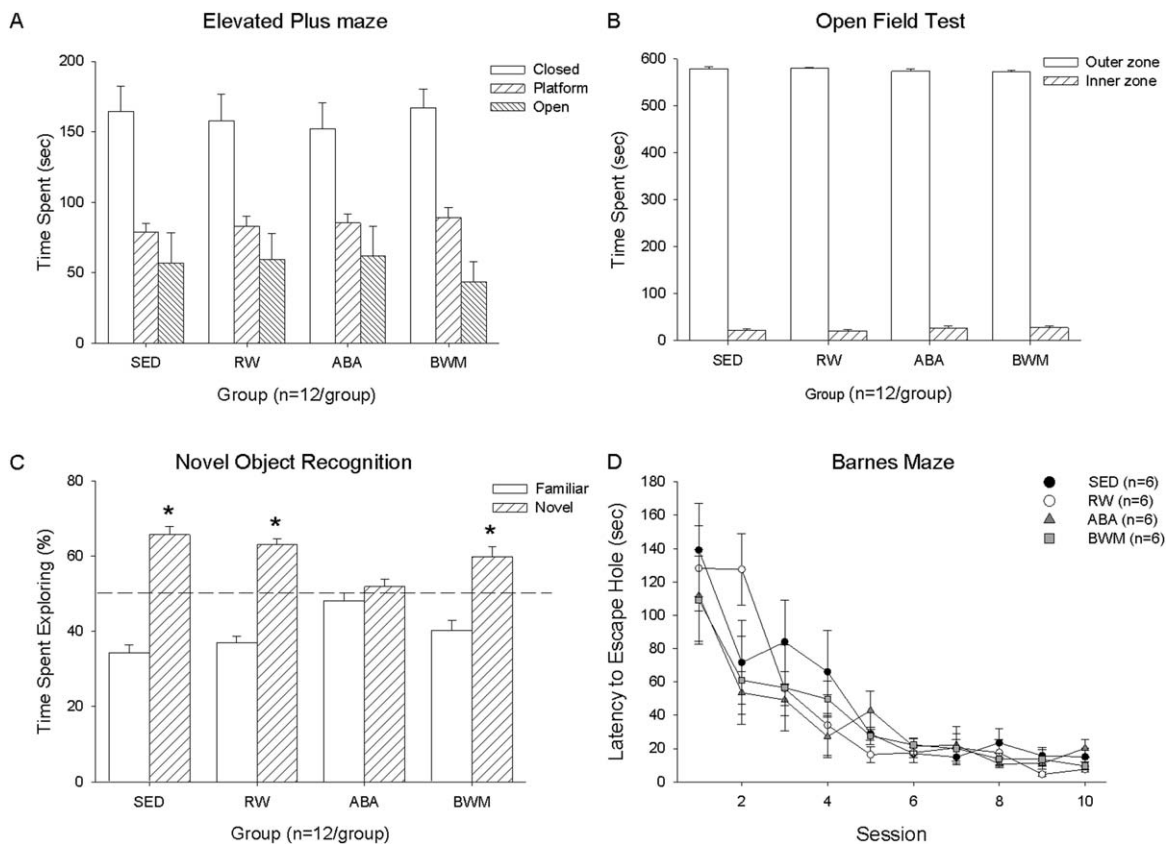 A
Elevated Plus maze
Closed
Platform
Open
Time Spent (sec)
200
150
100
50
0
SED RW ABA BWM
Group (n=12/group)
B
Open Field Test
Outer zone
Inner zone
Time Spent (sec)
600
500
400
300
200
100
0
SED RW ABA BWM
Group (n=12/group)
C
Novel Object Recognition
Familiar
Novel
Time Spent Exploring (%)
80
60
40
20
0
* * *
SED RW ABA BWM
Group (n=12/group)
D
Barnes Maze
SED (n=6)
RW (n=6)
ABA (n=6)
BWM (n=6)
Latency to Escape Hole (sec)
180
160
140
120
100
80
60
40
20
0
2 4 6 8 10
Session